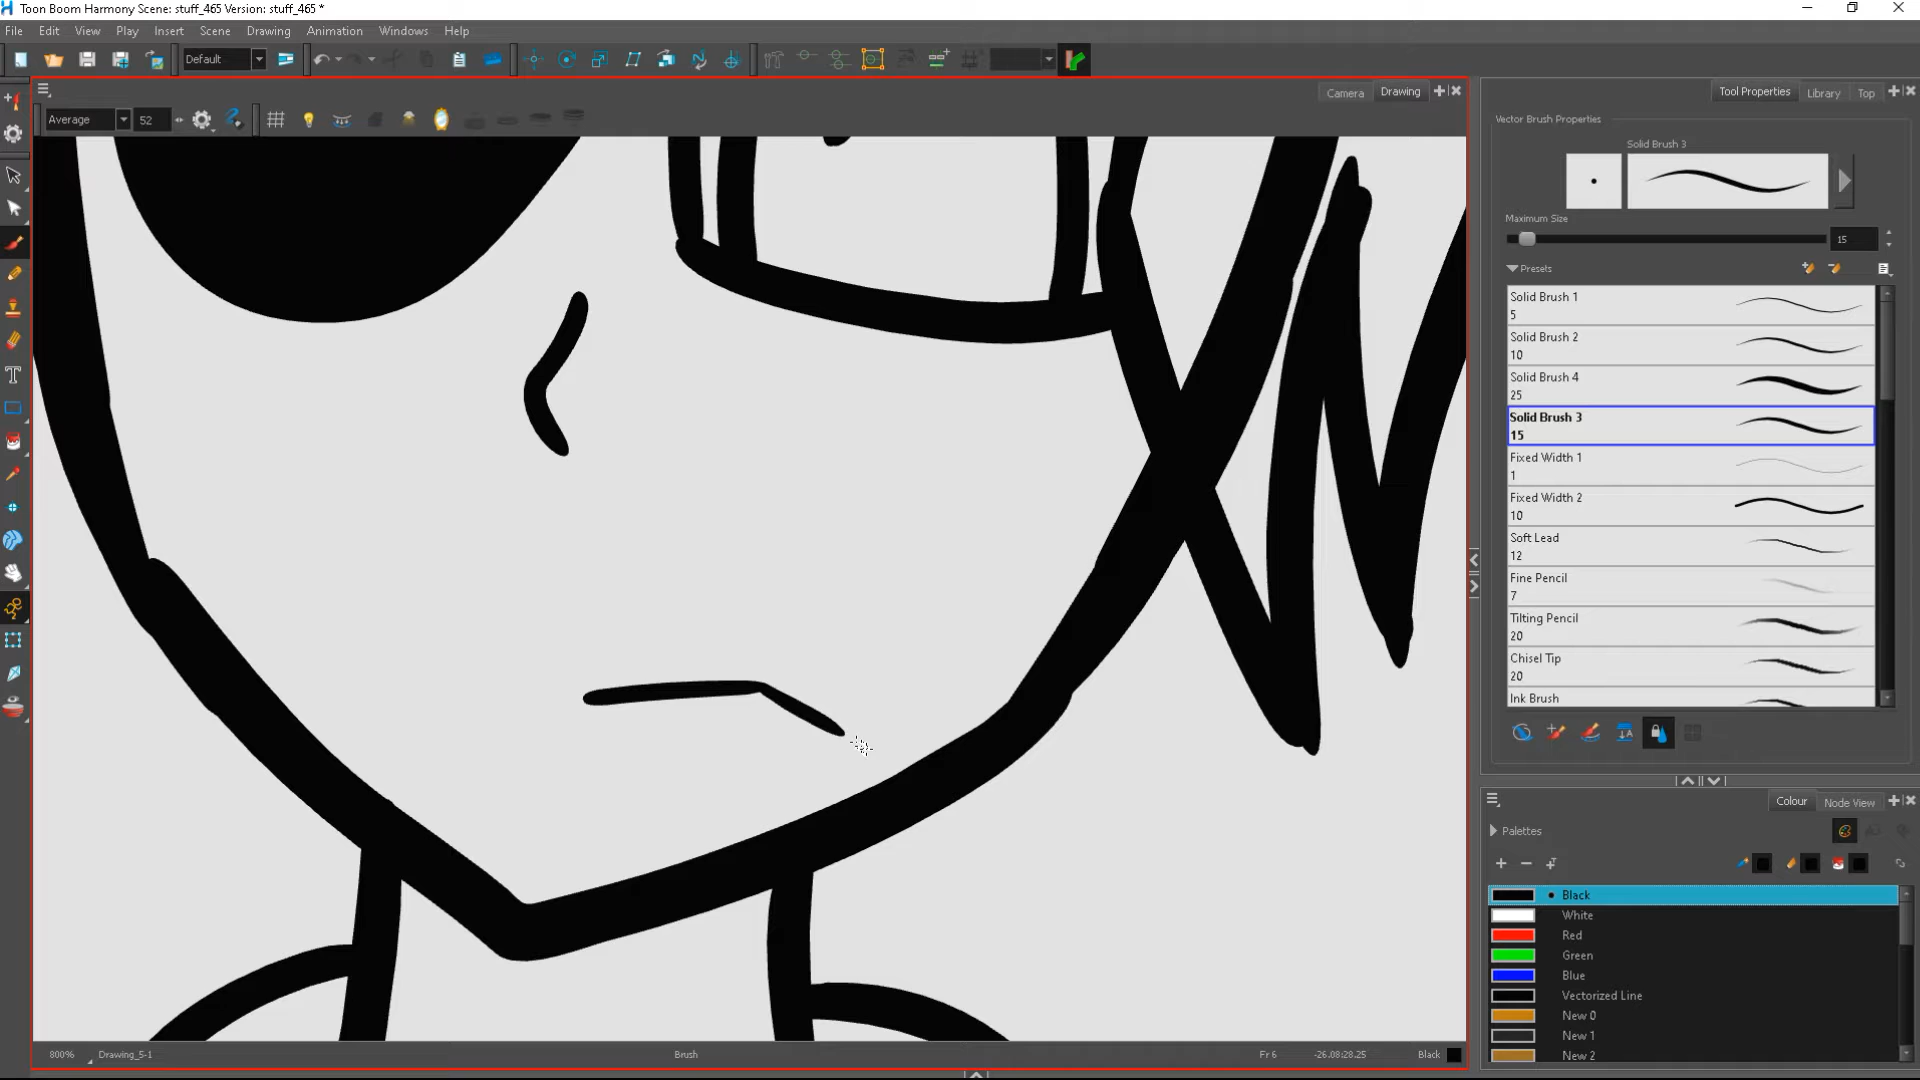 Toon Boom Harmony Scene: stuff_465 Version: stuff_465 *
File Edit View Play Insert Scene Drawing Animation Windows Help
Default
Camera Drawing
Tool Properties Library Top
Average 52
Vector Brush Properties
Solid Brush 3
Maximum Size
15
Presets
Solid Brush 1
5
Solid Brush 2
10
Solid Brush 4
25
Solid Brush 3
15
Fixed Width 1
1
Fixed Width 2
10
Soft Lead
12
Fine Pencil
7
Tilting Pencil
20
Chisel Tip
20
Ink Brush
Colour Node View
Palettes
Black
White
Red
Green
Blue
Vectorized Line
New 0
New 1
New 2
800% Drawing_5-1 Brush Fr 6 -26.08:28.25 Black